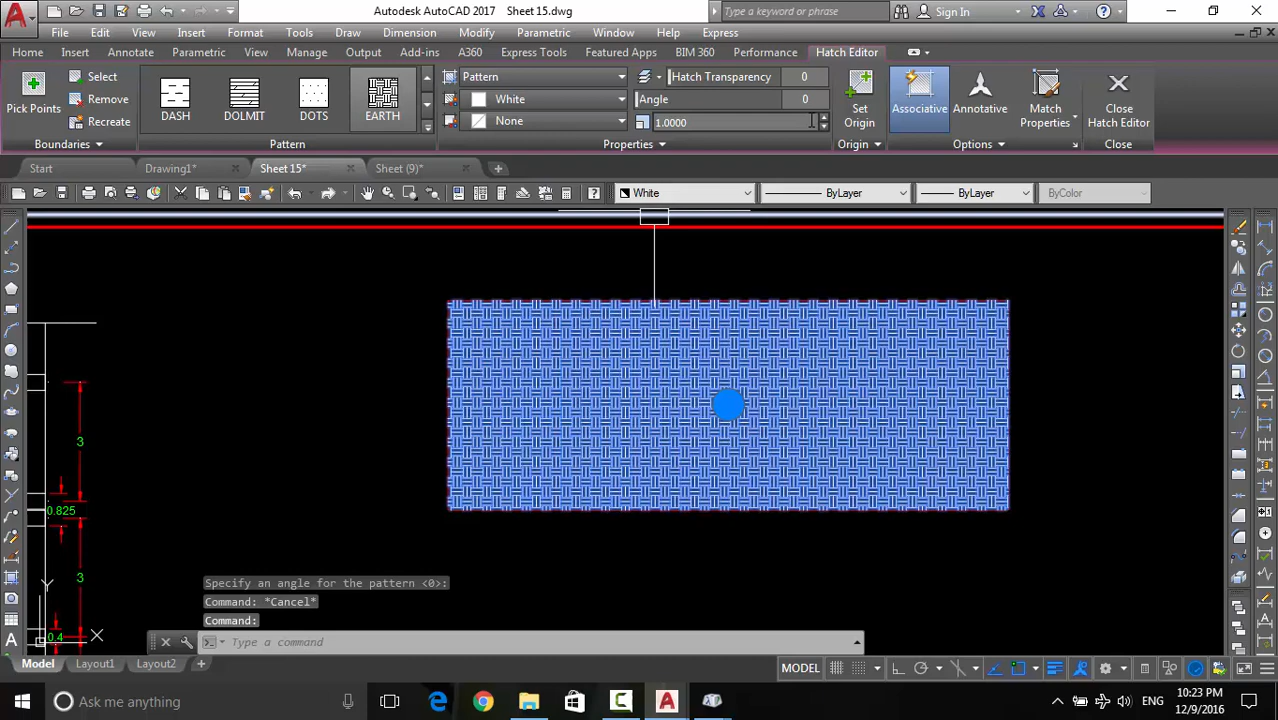 Autodesk AutoCAD 2017 Sheet 15.dwg
Type a keyword or phrase
Sign In
File Edit View Insert Format Tools Draw Dimension Modify Parametric Window Help Express
Home Insert Annotate Parametric View Manage Output Add-ins A360 Express Tools Featured Apps BIM 360 Performance Hatch Editor
Pick Points
Select
Remove
Recreate
DASH DOLMIT DOTS EARTH
Pattern
White
None
Hatch Transparency 0
Angle 0
1.0000
Set Origin
Associative
Annotative
Match Properties
Close Hatch Editor
Boundaries Pattern Properties Origin Options Close
Start Drawing1* Sheet 15* Sheet (9)*
White ByLayer ByLayer ByColor
3
0.825
3
0.4
Y
X
Specify an angle for the pattern <0>:
Command: *Cancel*
Command:
Type a command
Model Layout1 Layout2
MODEL
Ask me anything
ENG
10:23 PM
12/9/2016